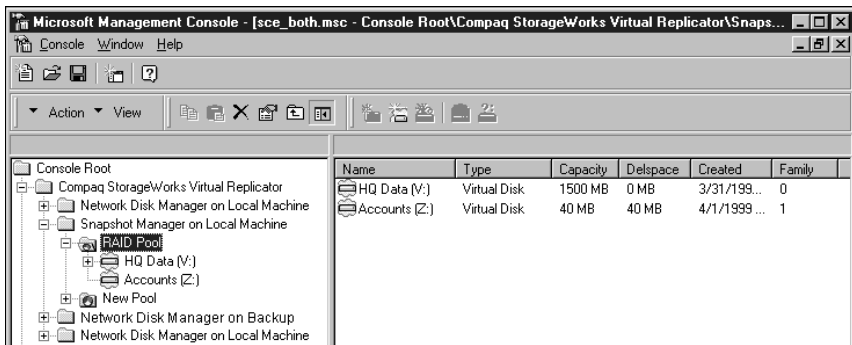 Microsoft Management Console - [sce_both.msc - Console Root\Compaq StorageWorks Virtual Replicator\Snaps...
Console Window Help
Action View
Console Root
Compaq StorageWorks Virtual Replicator
Network Disk Manager on Local Machine
Snapshot Manager on Local Machine
RAID Pool
HQ Data (V:)
Accounts (Z:)
New Pool
Network Disk Manager on Backup
Network Disk Manager on Local Machine
Name Type Capacity Delspace Created Family
HQ Data (V:) Virtual Disk 1500 MB 0 MB 3/31/199... 0
Accounts (Z:) Virtual Disk 40 MB 40 MB 4/1/1999 ... 1